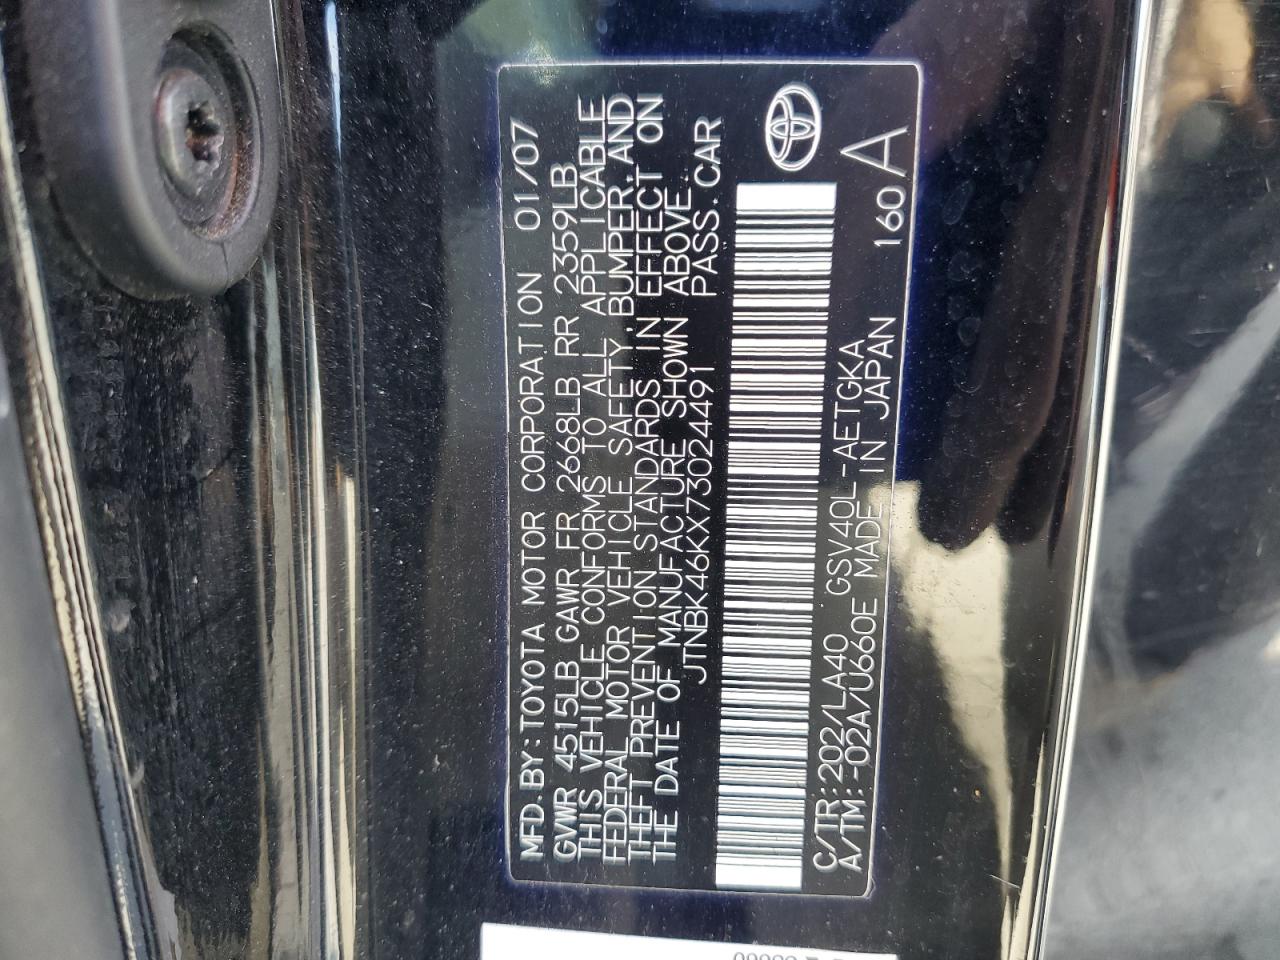 MFD. BY: TOYOTA MOTOR CORPORATION 01/07
GVWR 4515LB GAWR FR 2668LB RR 2359LB
THIS VEHICLE CONFORMS TO ALL APPLICABLE
FEDERAL MOTOR VEHICLE SAFETY, BUMPER, AND
THEFT PREVENTION STANDARDS IN EFFECT ON
THE DATE OF MANUFACTURE SHOWN ABOVE.
JTNBK46KX73024491 PASS. CAR
C/TR:202/LA40 GSV40L-AETGKA
A/TM:-02A/U660E MADE IN JAPAN 160 A